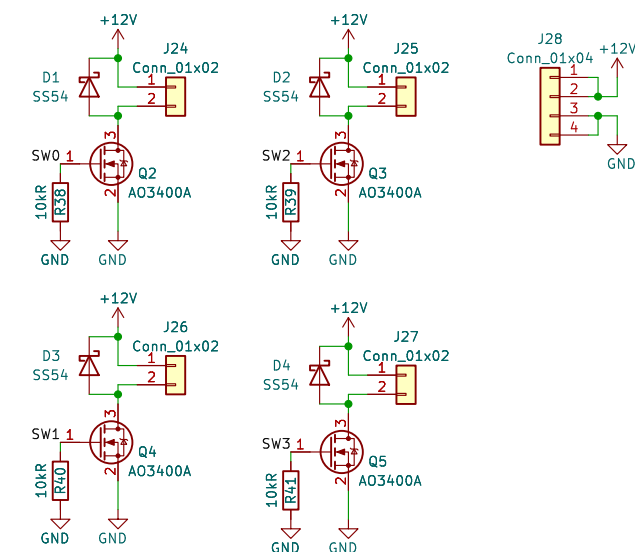 +12V
J24
Conn_01x02
D1
SS54
1
2
3
SW0
1
Q2
2
AO3400A
10kR
R38
GND
GND
+12V
J25
Conn_01x02
D2
SS54
1
2
3
SW2
1
Q3
2
AO3400A
10kR
R39
GND
GND
J28
Conn_01x04
+12V
1
2
3
4
GND
+12V
J26
Conn_01x02
D3
SS54
1
2
3
SW1
1
Q4
2
AO3400A
10kR
R40
GND
GND
+12V
J27
Conn_01x02
D4
SS54
1
2
3
SW3
1
Q5
2
AO3400A
10kR
R41
GND
GND